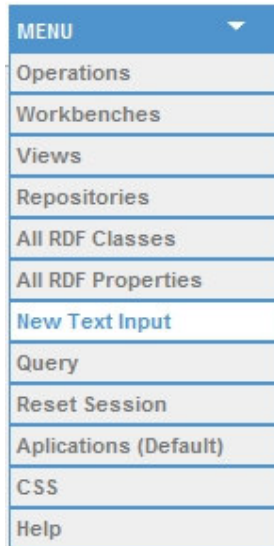 MENU
Operations
Workbenches
Views
Repositories
All RDF Classes
All RDF Properties
New Text Input
Query
Reset Session
Aplications (Default)
CSS
Help